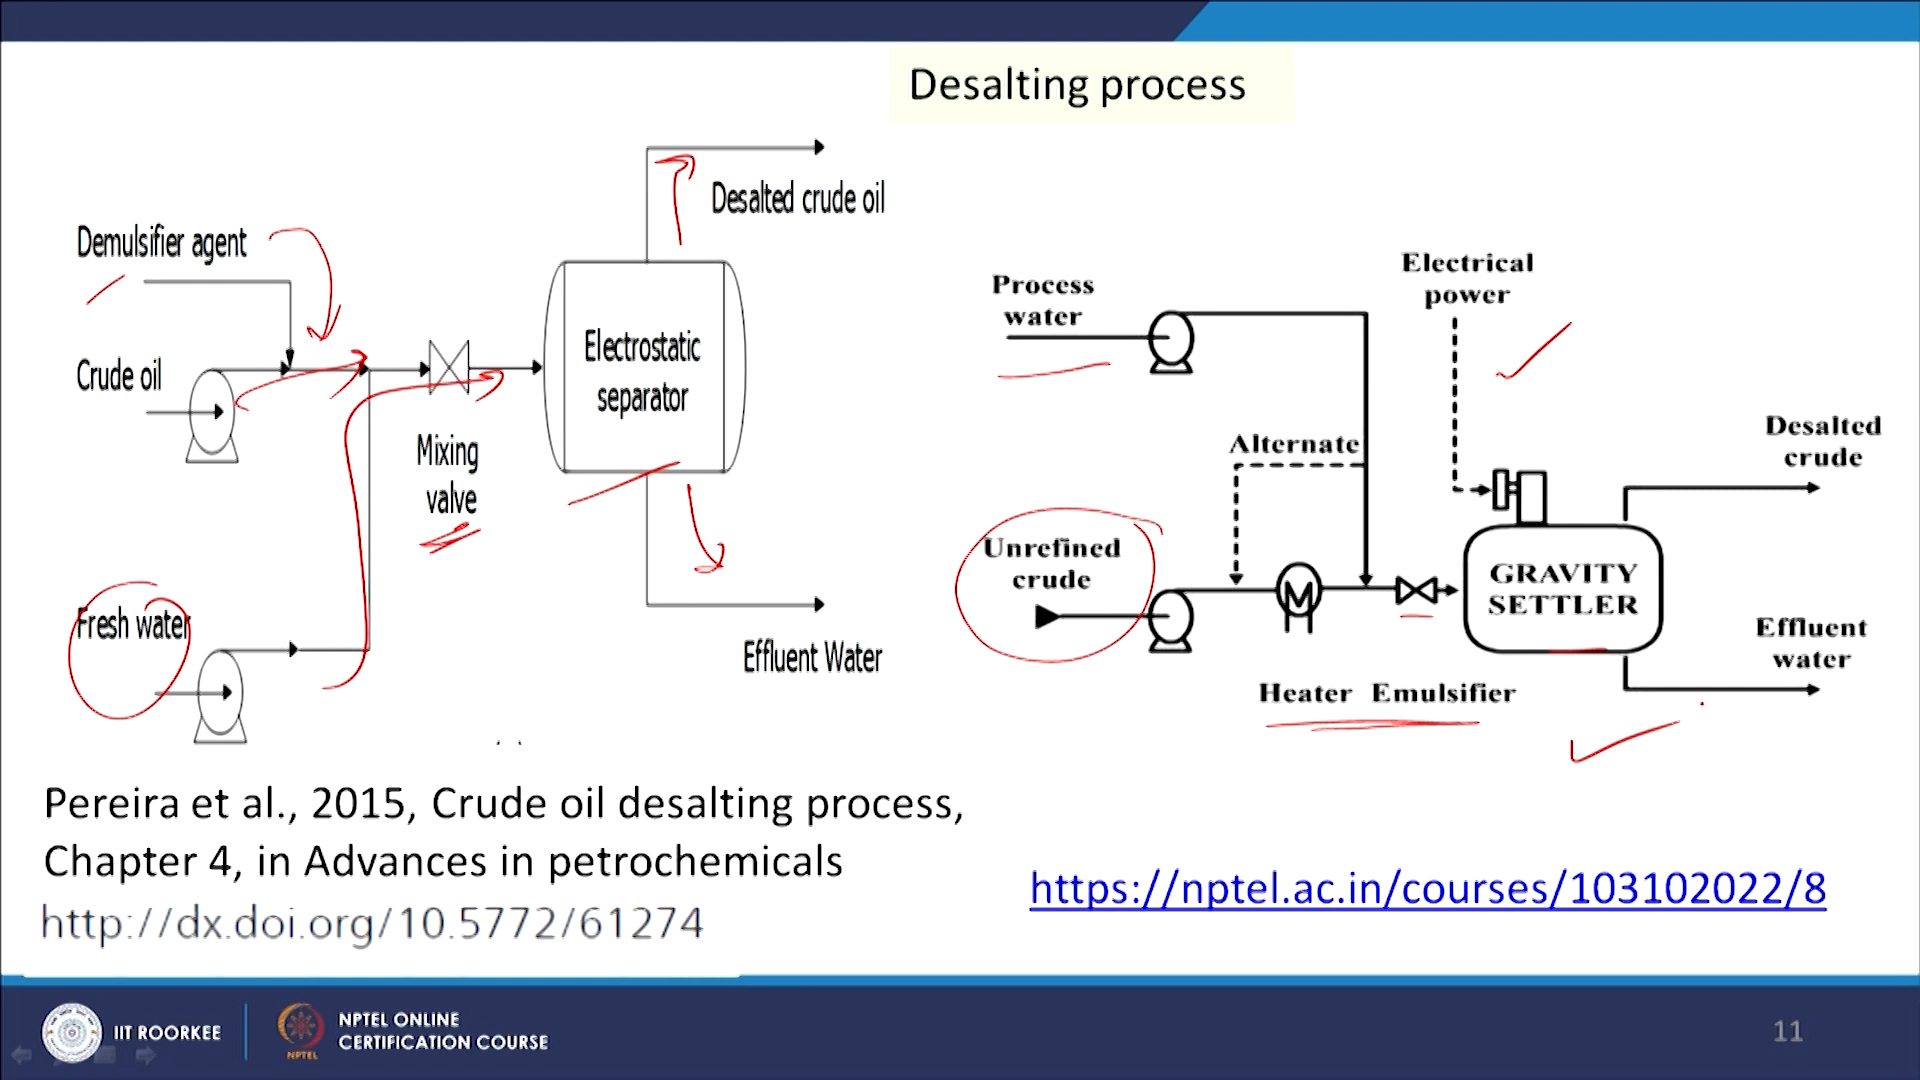 Desalting process
Desalted crude oil
Demulsifier agent
Crude oil
Electrostatic
separator
Mixing
valve
Fresh water
Effluent Water
Process
water
Electrical
power
Alternate
Desalted
crude
Unrefined
crude
M
GRAVITY
SETTLER
Effluent
water
Heater Emulsifier
Pereira et al., 2015, Crude oil desalting process,
Chapter 4, in Advances in petrochemicals
http://dx.doi.org/10.5772/61274
https://nptel.ac.in/courses/103102022/8
IIT ROORKEE
NPTEL
NPTEL ONLINE
CERTIFICATION COURSE
11